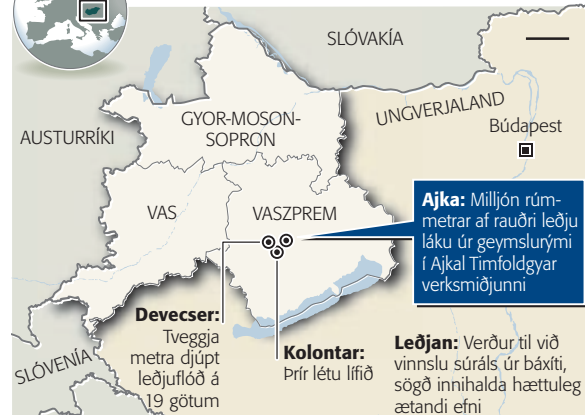 SLÓVAKÍA
UNGVERJALAND
Búdapest
AUSTURRÍKI
GYOR-MOSON-
SOPRON
VAS
VASZPREM
Ajka: Milljón rúm-
metrar af rauðri leðju
láku úr geymslurými
í Ajkal Timfoldgyar
verksmiðjunni
Devecser:
Tveggja
metra djúpt
leðjuflóð á
19 götum
Kolontar:
Þrír létu lífið
Leðjan: Verður til við
vinnslu súráls úr báxíti,
sögð innihalda hættuleg
ætandi efni
SLÓVENÍA